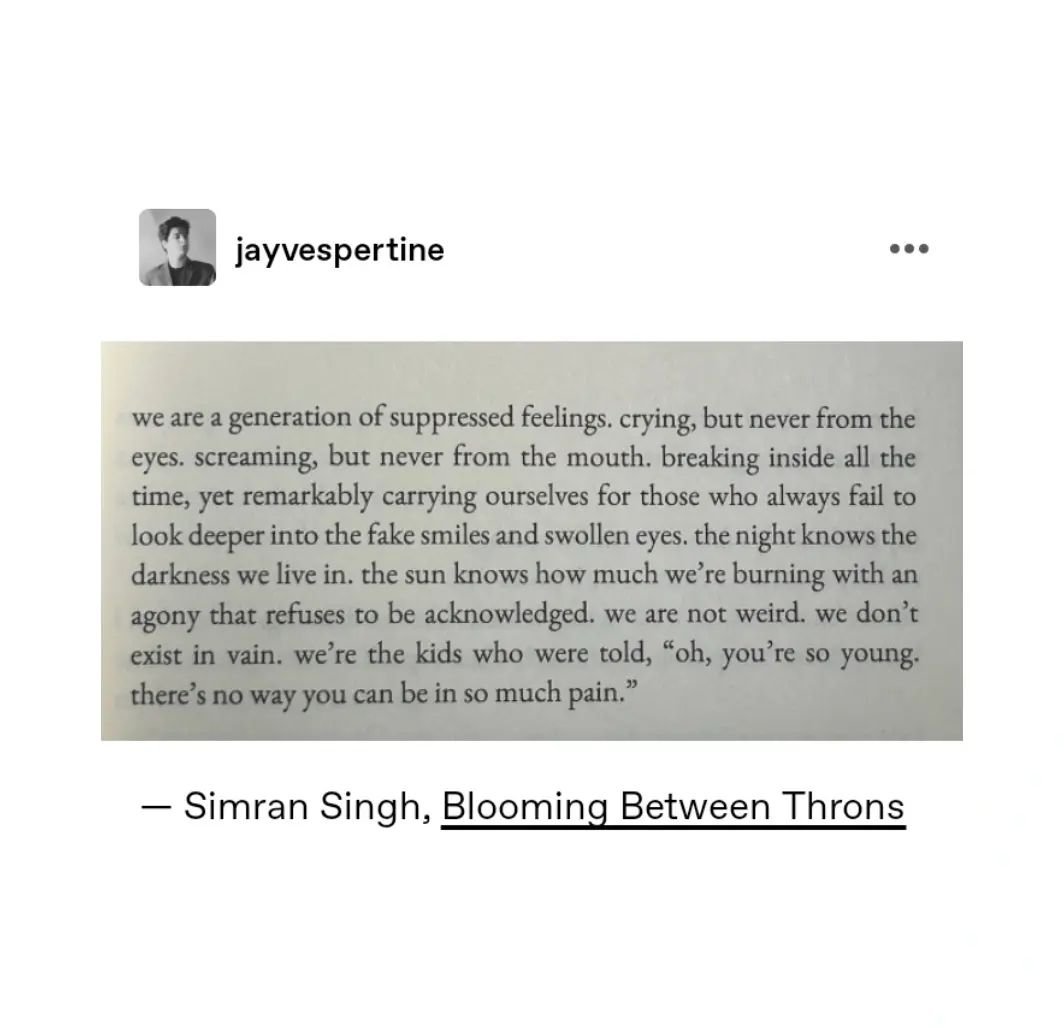 jayvespertine
we are a generation of suppressed feelings. crying, but never from the
eyes. screaming, but never from the mouth. breaking inside all the
time, yet remarkably carrying ourselves for those who always fail to
look deeper into the fake smiles and swollen eyes. the night knows the
darkness we live in. the sun knows how much we’re burning with an
agony that refuses to be acknowledged. we are not weird. we don’t
exist in vain. we’re the kids who were told, “oh, you’re so young.
there’s no way you can be in so much pain.”
— Simran Singh, Blooming Between Throns